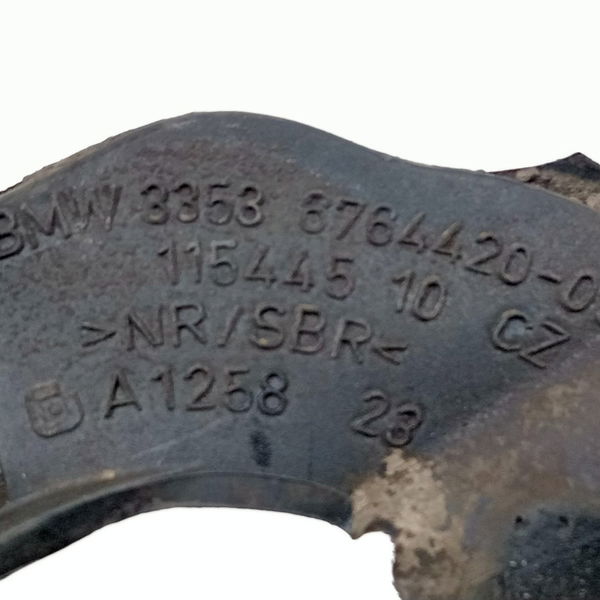 BMW 3353 6764420-0
115445 10 CZ
>NR/SBR<
A1258 23